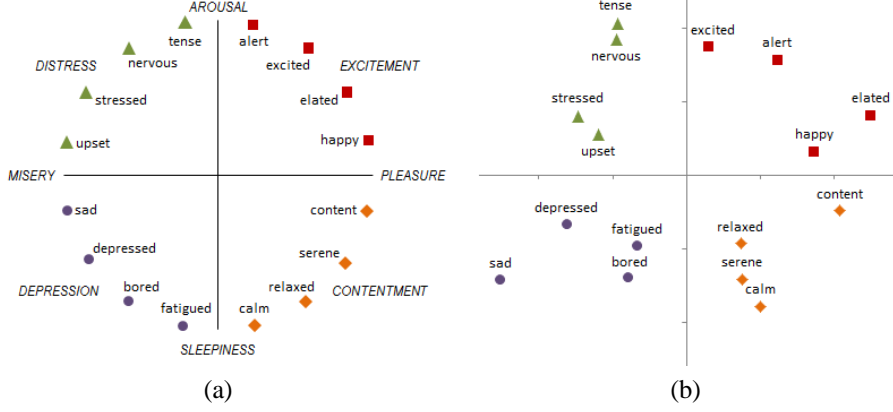 AROUSAL
tense
alert
nervous
excited
DISTRESS
EXCITEMENT
stressed
elated
upset
happy
MISERY
PLEASURE
sad
content
depressed
serene
DEPRESSION
bored
relaxed
CONTENTMENT
fatigued
calm
SLEEPINESS
(a)
tense
excited
alert
nervous
stressed
elated
happy
upset
content
depressed
fatigued
relaxed
sad
bored
serene
calm
(b)